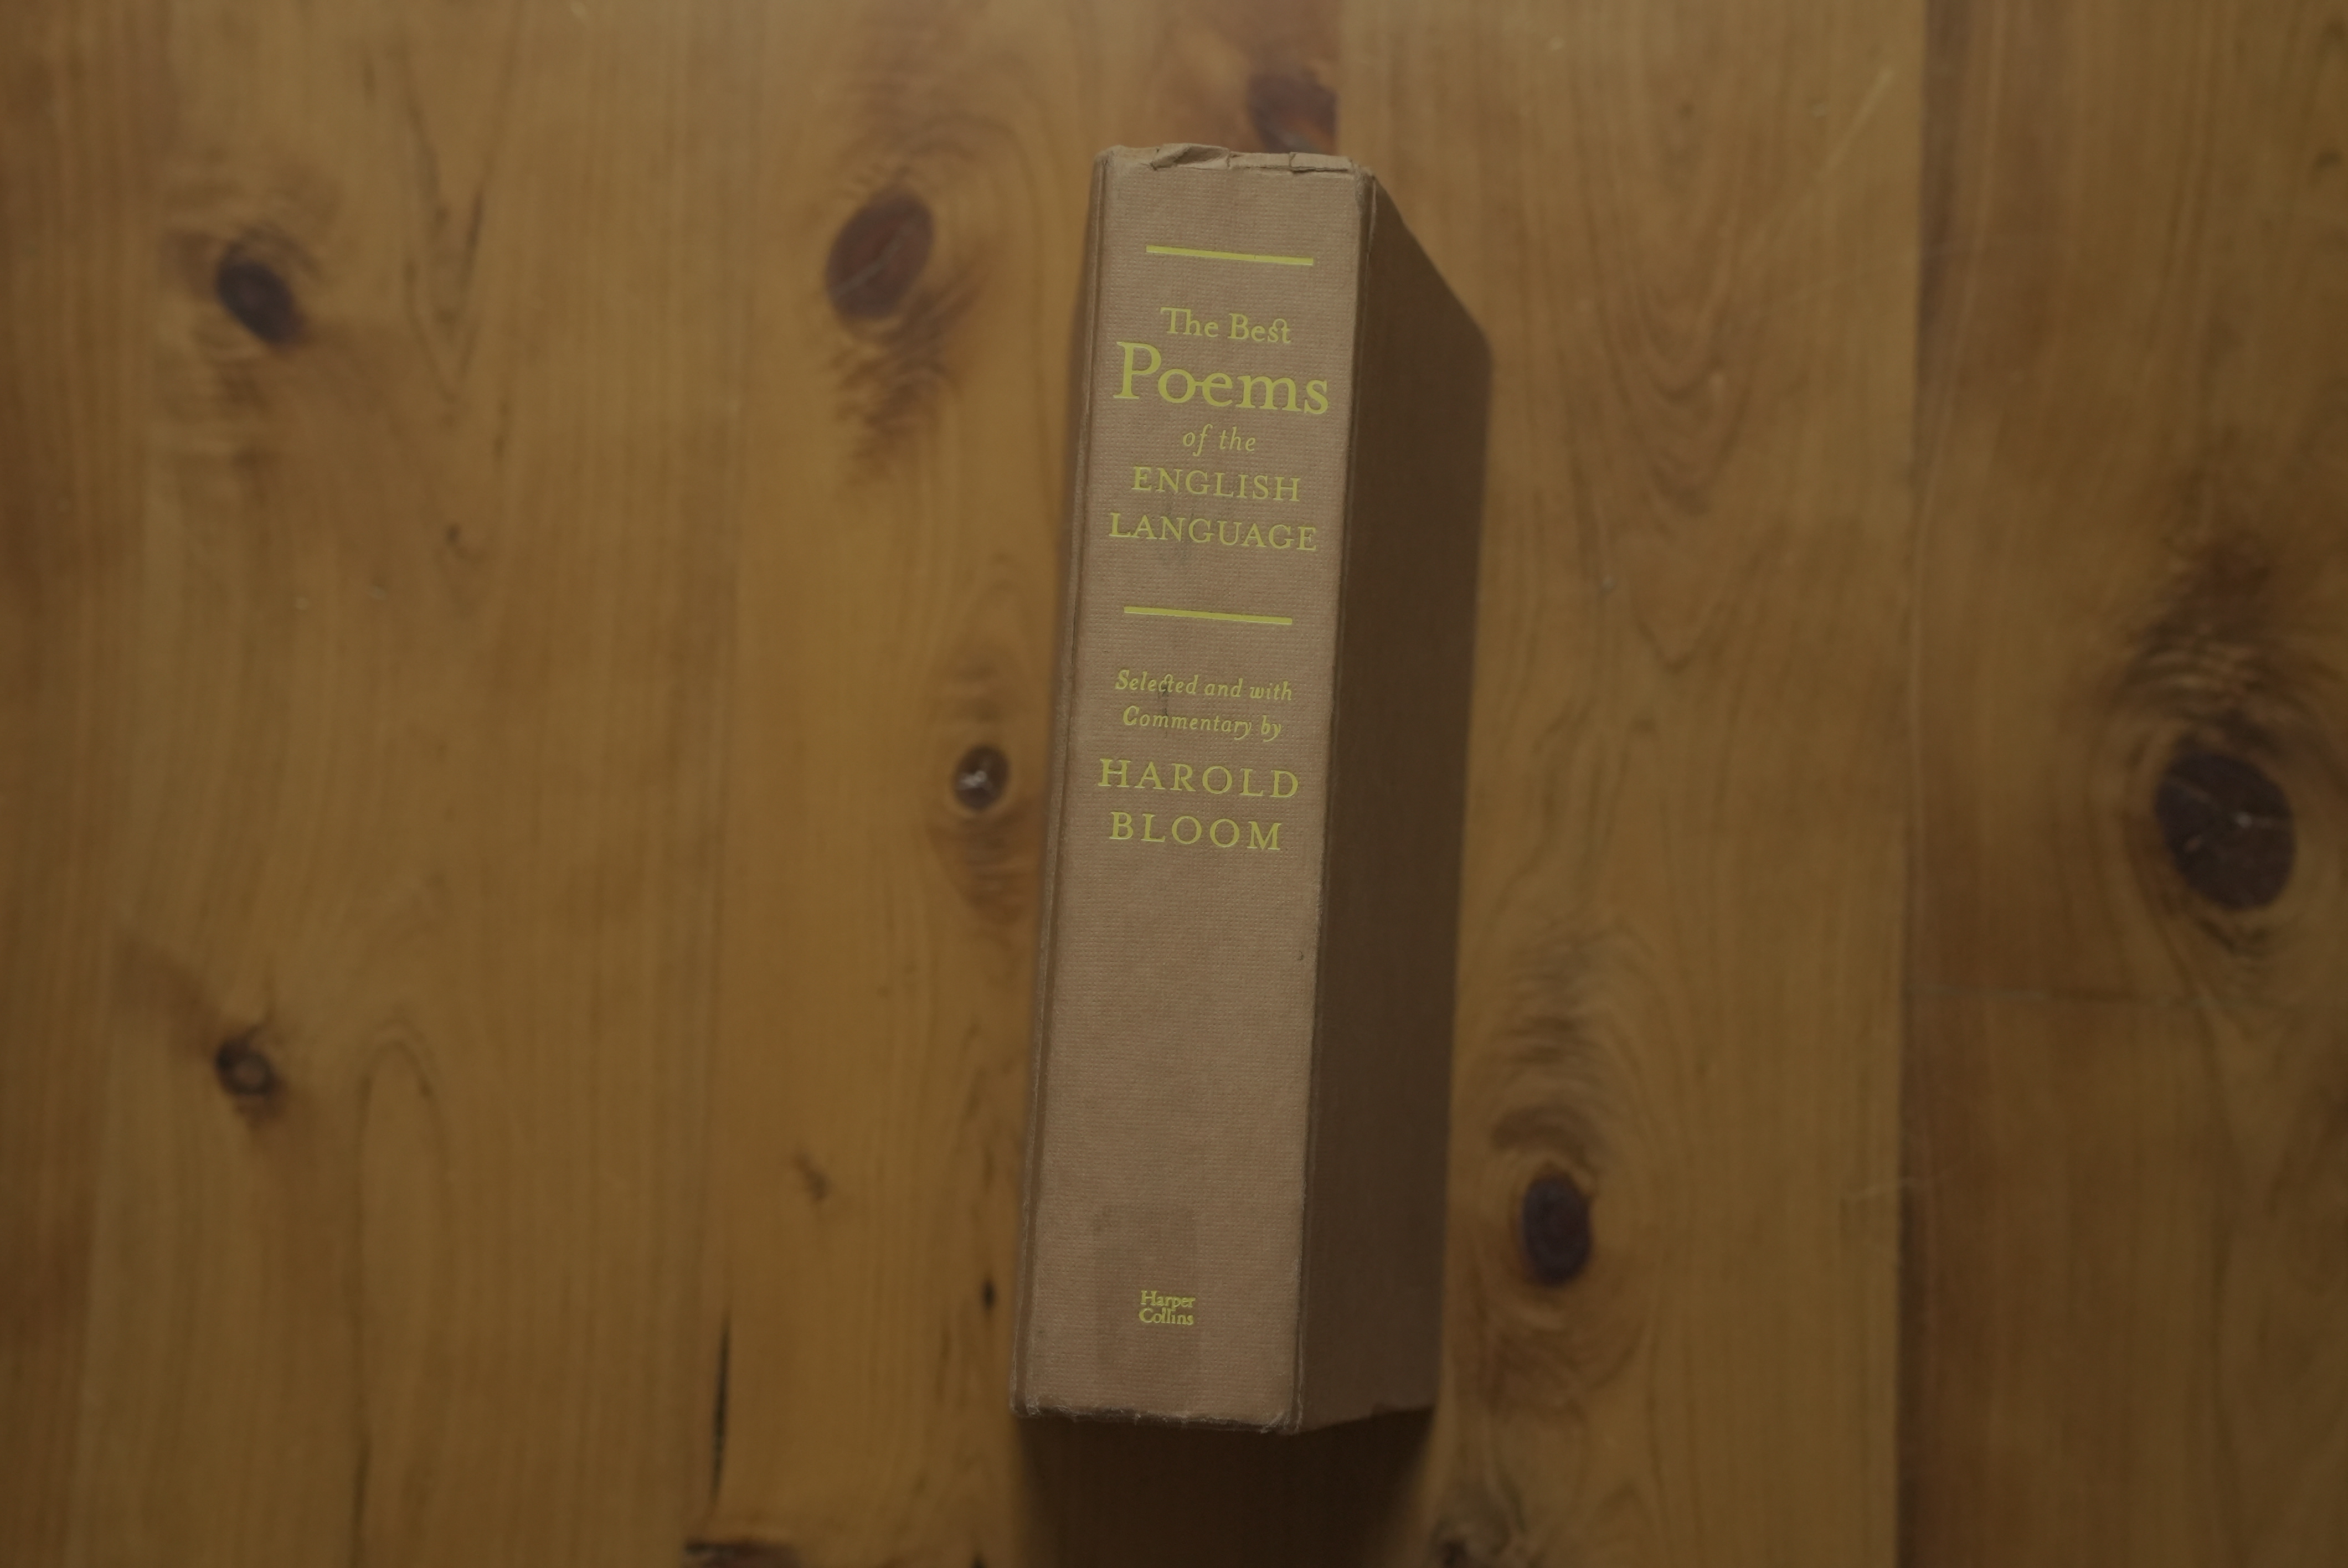 The Best
Poems
of the
ENGLISH
LANGUAGE
Selected and with
Commentary by
HAROLD
BLOOM
Harper
Collins